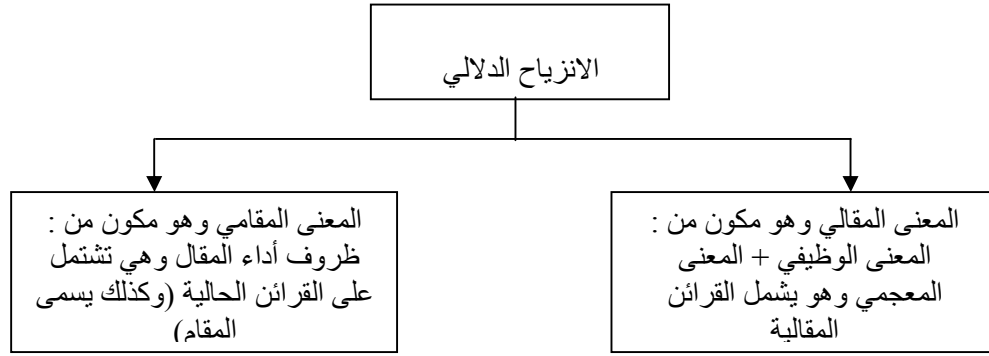 الانزياح الدلالي
المعنى المقالي وهو مكون من :
المعنى الوظيفي + المعنى
المعجمي وهو يشمل القرائن
المقالية
المعنى المقامي وهو مكون من :
ظروف أداء المقال وهي تشتمل
على القرائن الحالية (وكذلك يسمى
المقام)